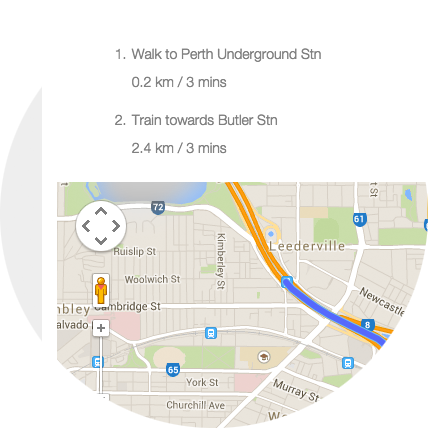 1. Walk to Perth Underground Stn
0.2 km / 3 mins
2. Train towards Butler Stn
2.4 km / 3 mins
72
61
Leederville
Ruislip St
Kimberley St
Woolwich St
Newcastle
Cambridge St
8
65
York St
Murray St
Churchill Ave